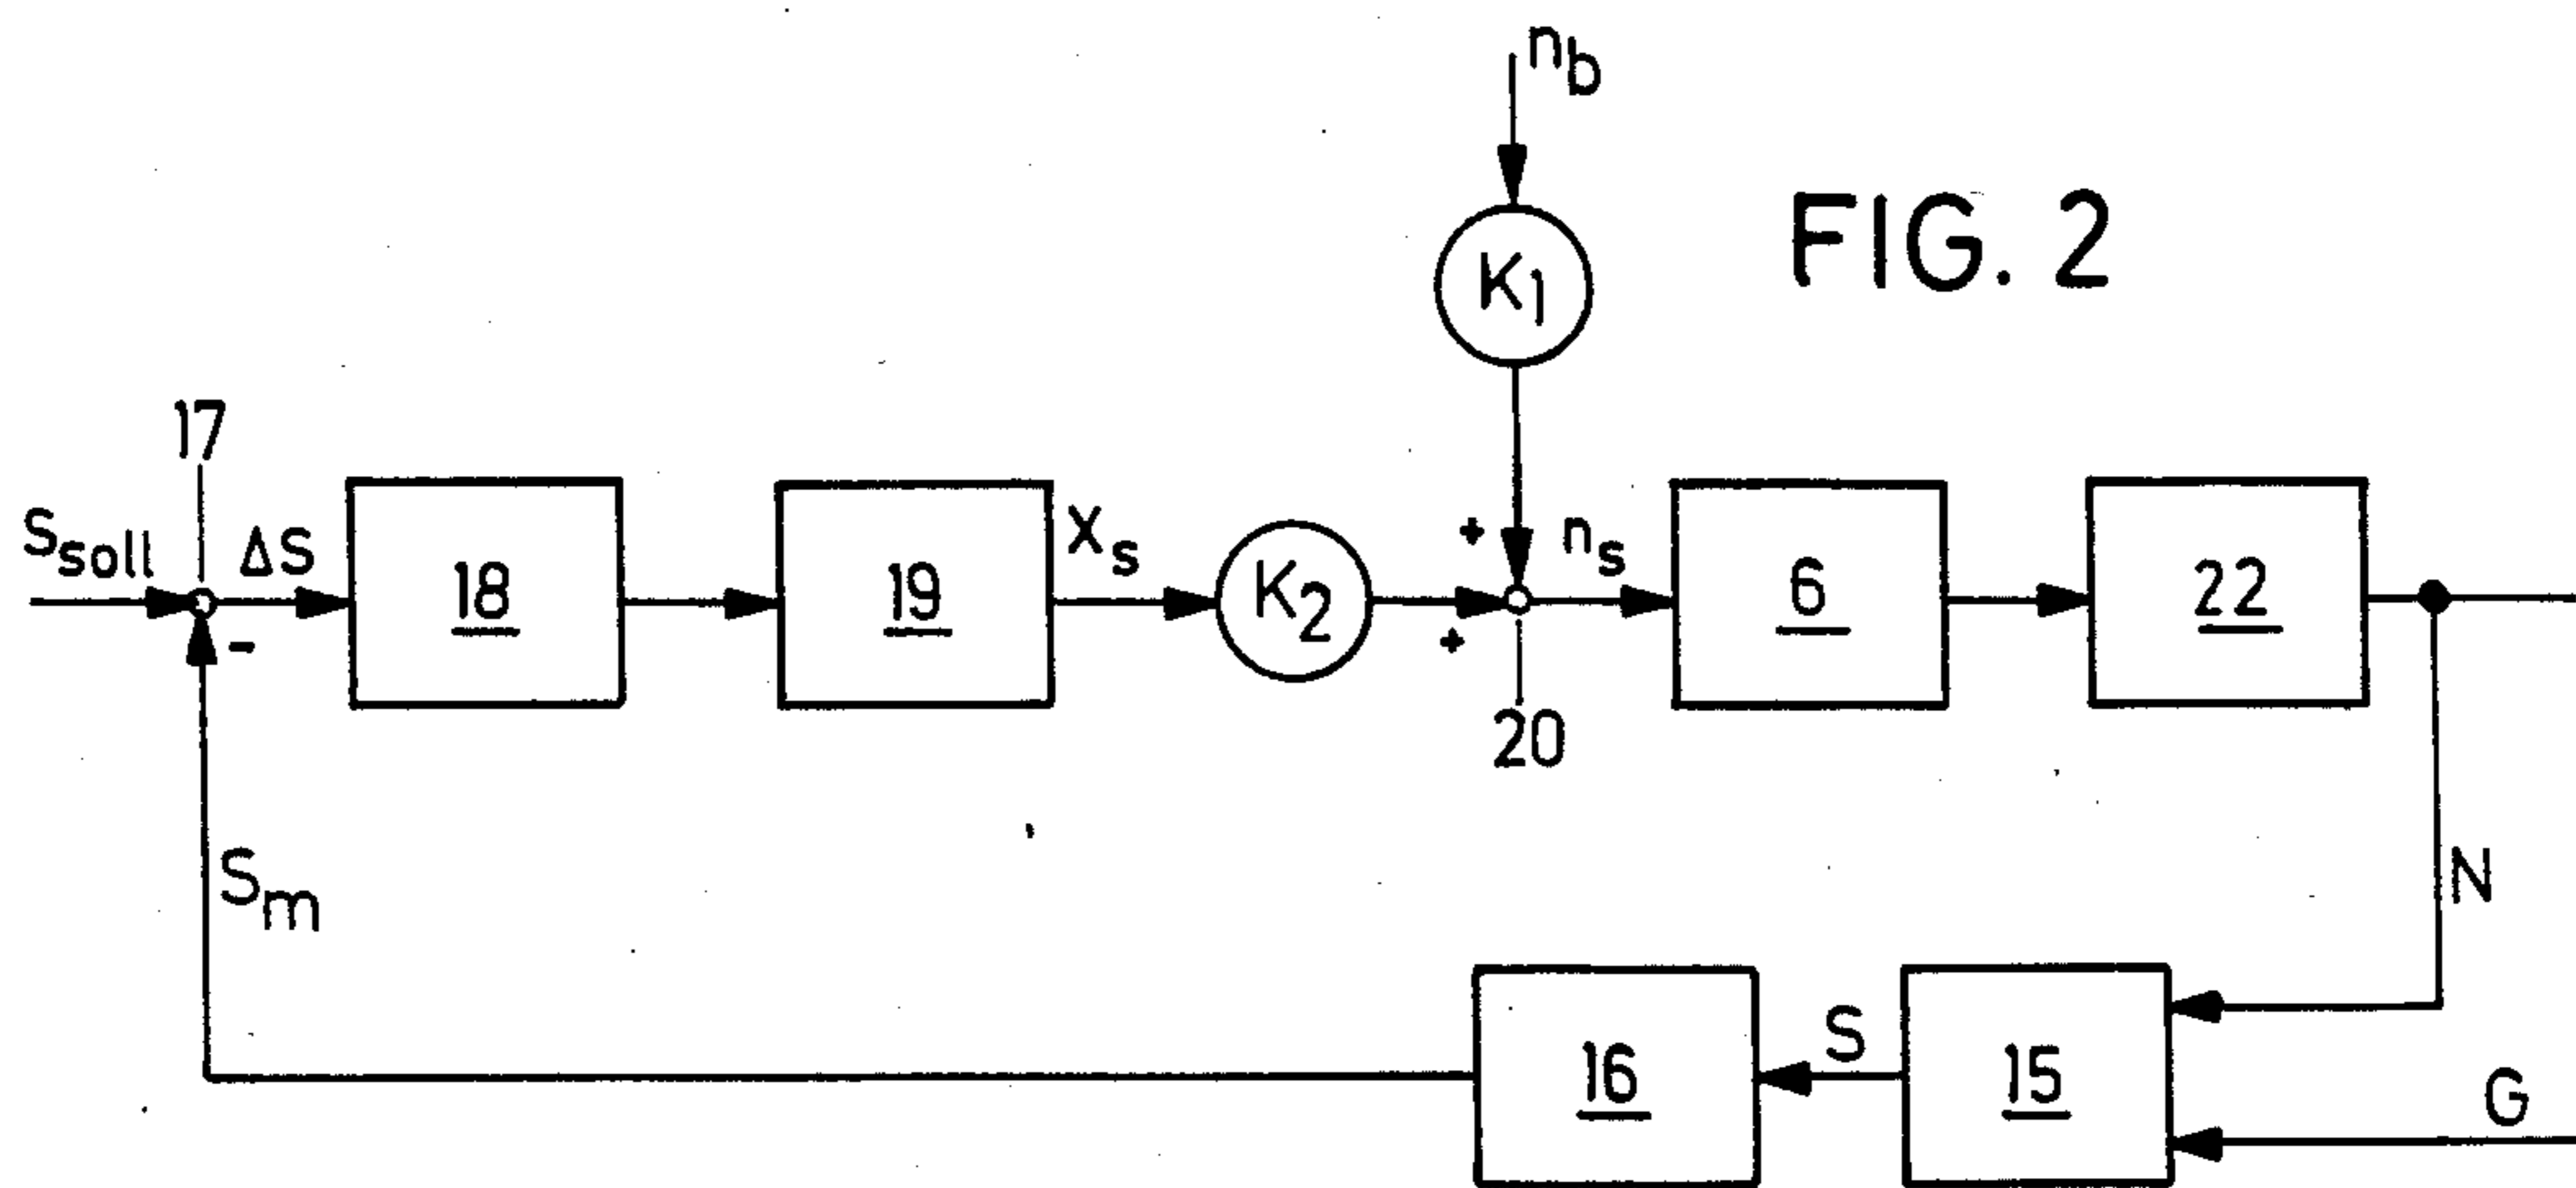 n_b
K_1
FIG. 2
17
S_soll
ΔS
18
19
X_s
K_2
+
+
n_s
6
22
-
20
S_m
N
16
S
15
G